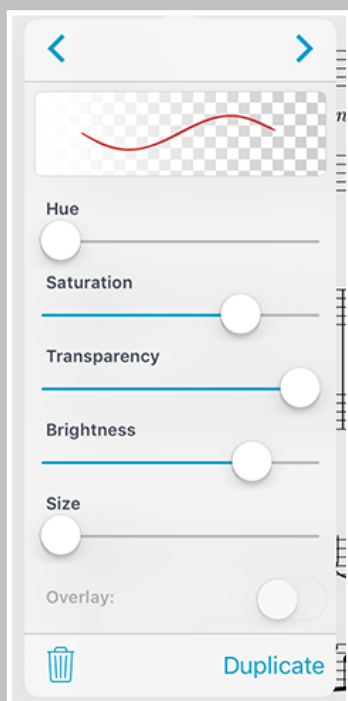 Hue
Saturation
Transparency
Brightness
Size
Overlay:
Duplicate